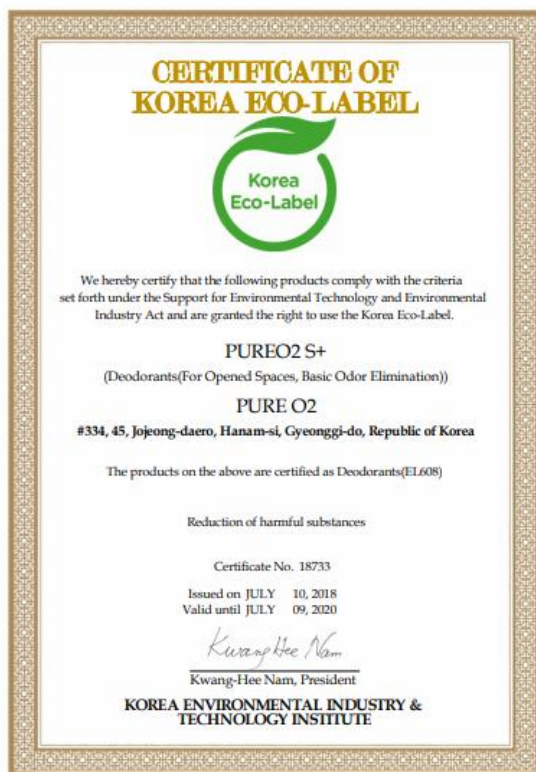 CERTIFICATE OF
KOREA ECO-LABEL
Korea
Eco-Label
We hereby certify that the following products comply with the criteria
set forth under the Support for Environmental Technology and Environmental
Industry Act and are granted the right to use the Korea Eco-Label.
PUREO2 S+
(Deodorants(For Opened Spaces, Basic Odor Elimination))
PURE O2
#334, 45, Jojeong-daero, Hanam-si, Gyeonggi-do, Republic of Korea
The products on the above are certified as Deodorants(EL608)
Reduction of harmful substances
Certificate No. 18733
Issued on JULY 10, 2018
Valid until JULY 09, 2020
KwangHee Nam
Kwang-Hee Nam, President
KOREA ENVIRONMENTAL INDUSTRY &
TECHNOLOGY INSTITUTE